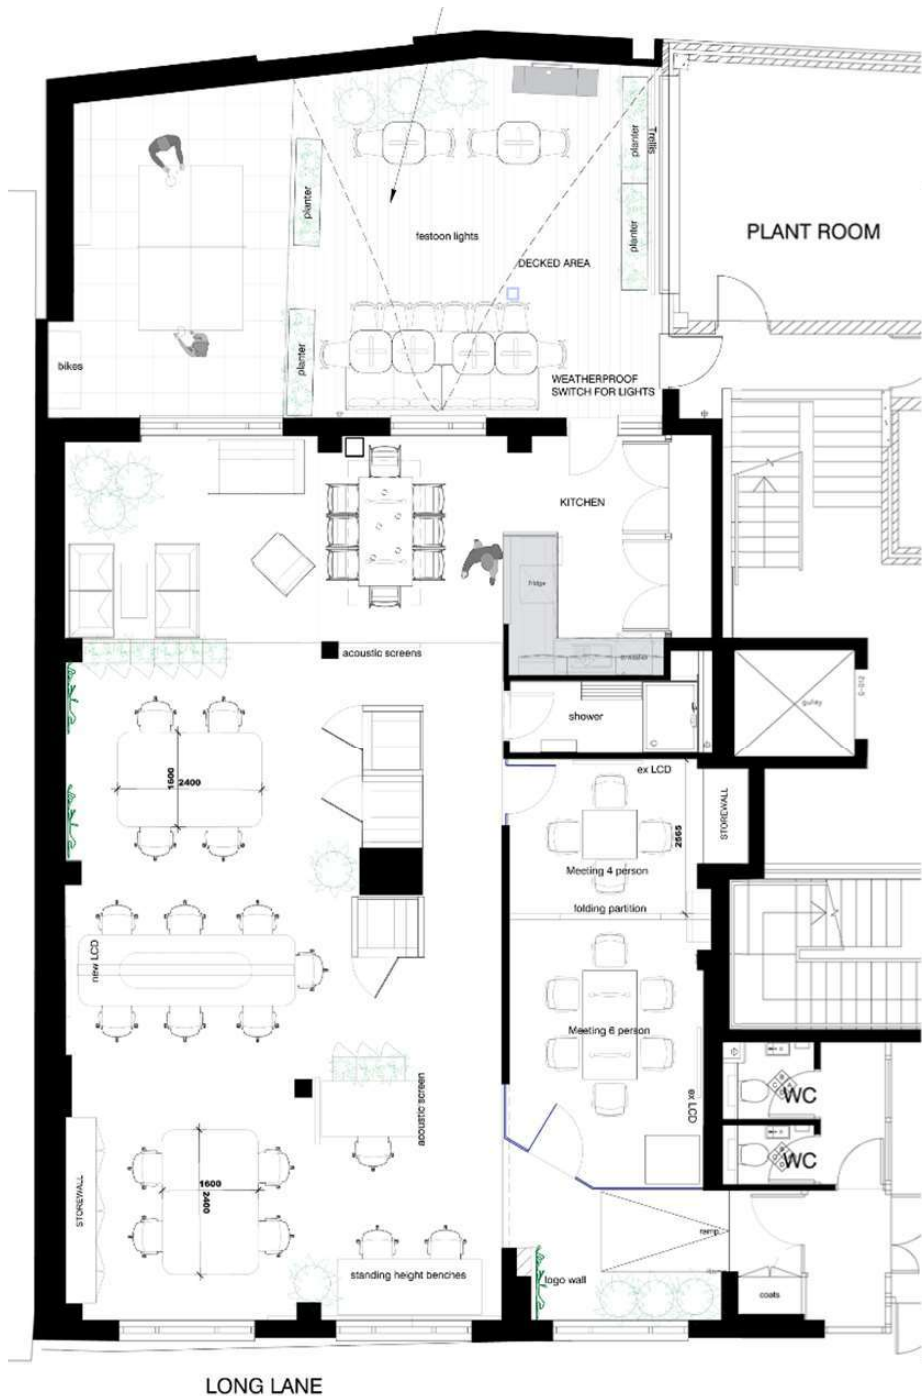 Trellis
planter
planter
planter
planter
PLANT ROOM
festoon lights
DECKED AREA
bikes
WEATHERPROOF
SWITCH FOR LIGHTS
KITCHEN
fridge
acoustic screens
shower
gulley
ex LCD
1600
2400
STOREWALL
2565
Meeting 4 person
folding partition
new LCD
Meeting 6 person
ex LCD
acoustic screen
WC
WC
STOREWALL
1600
2400
ramp
standing height benches
logo wall
coats
LONG LANE